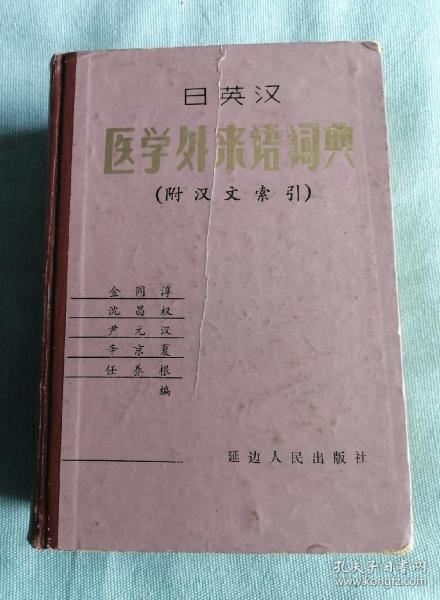 日英汉
医学外来语词典
(附汉文索引)
金同淳
沈昌权
尹元汉
李京夏
任养根
编
延边人民出版社
孔夫子旧书网
www.kongfz.com